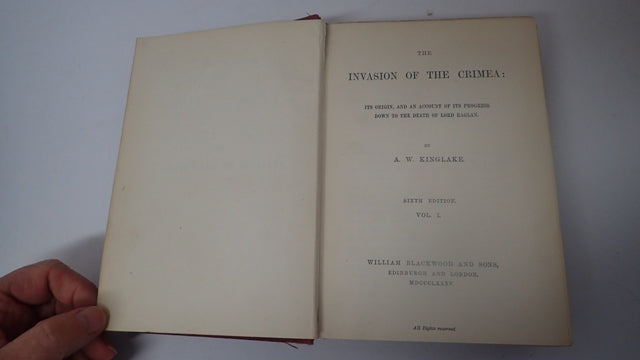 THE
INVASION OF THE CRIMEA:
ITS ORIGIN, AND AN ACCOUNT OF ITS PROGRESS
DOWN TO THE DEATH OF LORD RAGLAN.
BY
A. W. KINGLAKE.
SIXTH EDITION.
VOL. I.
WILLIAM BLACKWOOD AND SONS,
EDINBURGH AND LONDON,
All Rights reserved.